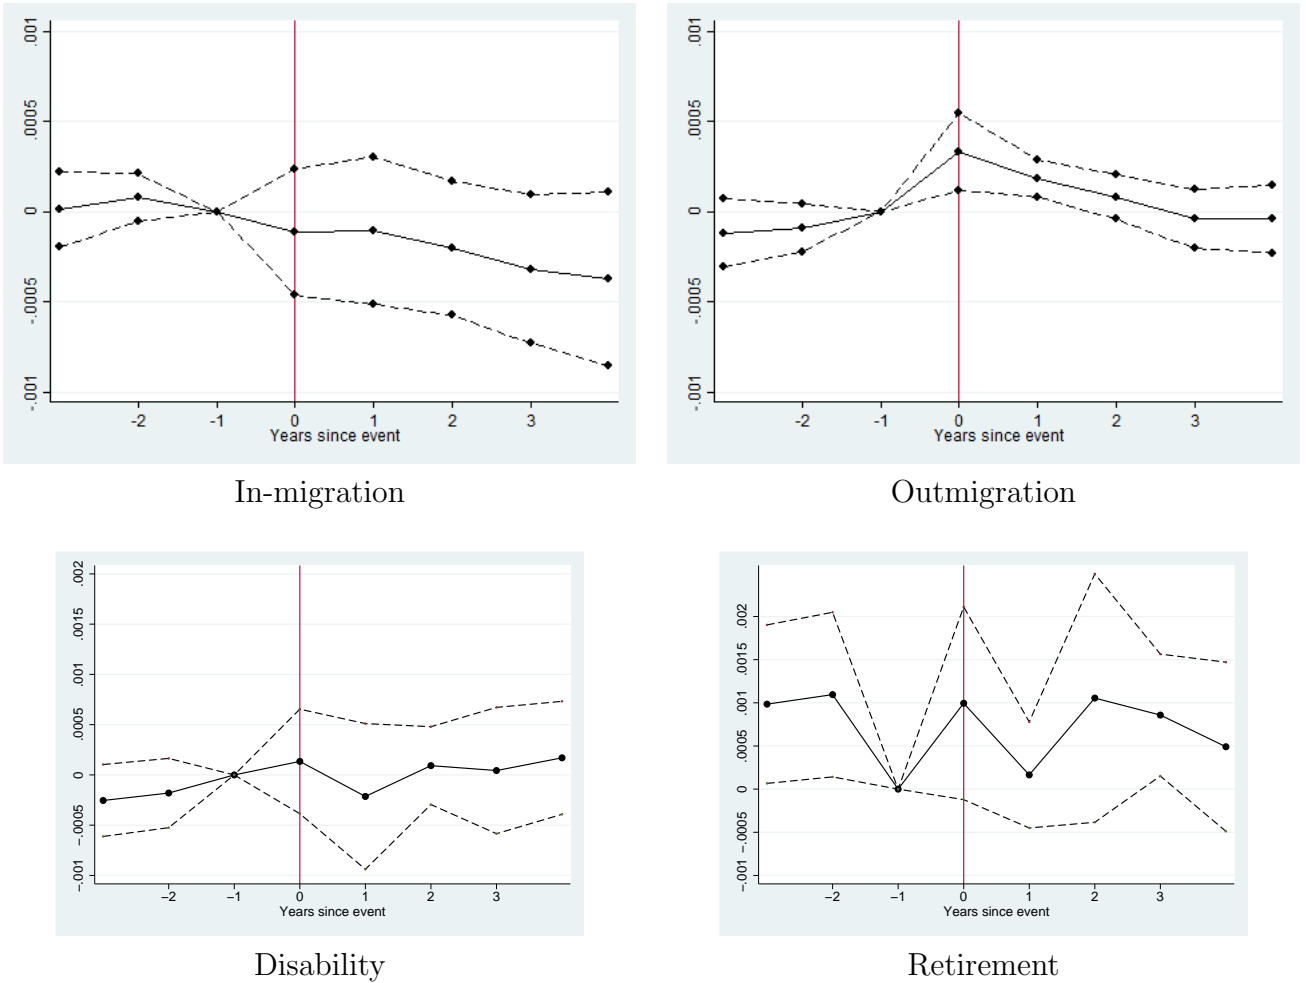 .001
.0005
0
-.0005
-.001
-2 -1 0 1 2 3
Years since event
In-migration
.001
.0005
0
-.0005
-.001
-2 -1 0 1 2 3
Years since event
Outmigration
.002
.0015
.001
.0005
0
−.0005
−.001
−2 −1 0 1 2 3
Years since event
Disability
.002
.0015
.001
.0005
0
−.0005
−.001
−2 −1 0 1 2 3
Years since event
Retirement